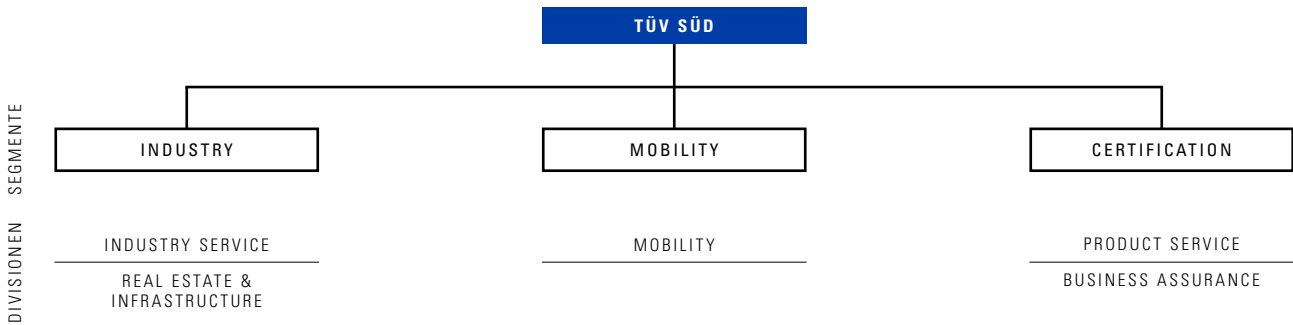 TÜV SÜD
SEGMENTE
INDUSTRY
MOBILITY
CERTIFICATION
DIVISIONEN
INDUSTRY SERVICE
REAL ESTATE &
INFRASTRUCTURE
MOBILITY
PRODUCT SERVICE
BUSINESS ASSURANCE